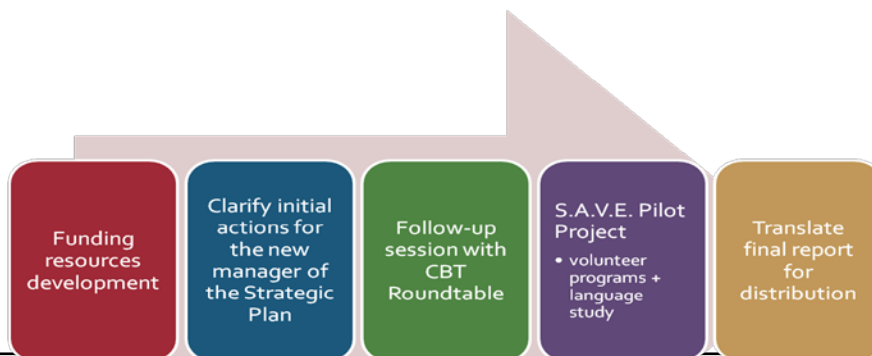 Funding
resources
development
Clarify initial
actions for
the new
manager of
the Strategic
Plan
Follow-up
session with
CBT
Roundtable
S.A.V.E. Pilot
Project
• volunteer
programs +
language
study
Translate
final report
for
distribution